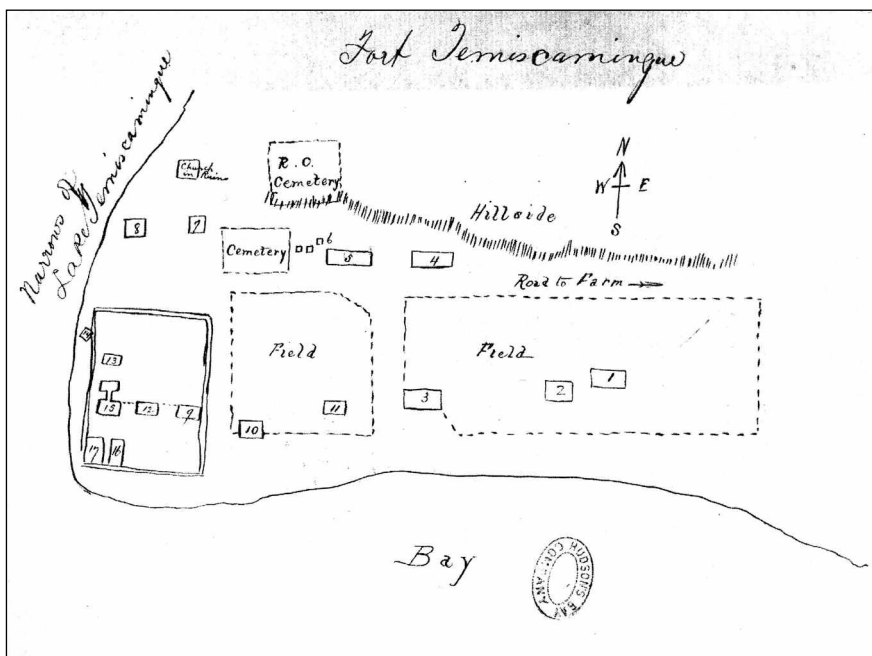 Fort Temiscamingue
Narrows of
Lake Temiscamingue
Church
in Ruins
R. C.
Cemetery
N
W E
S
Hillside
8
7
Cemetery
6
5
4
Road to Farm
13
15
12
9
17
16
Field
10
11
Field
3
2
1
Bay
HUDSON'S BAY COMPANY